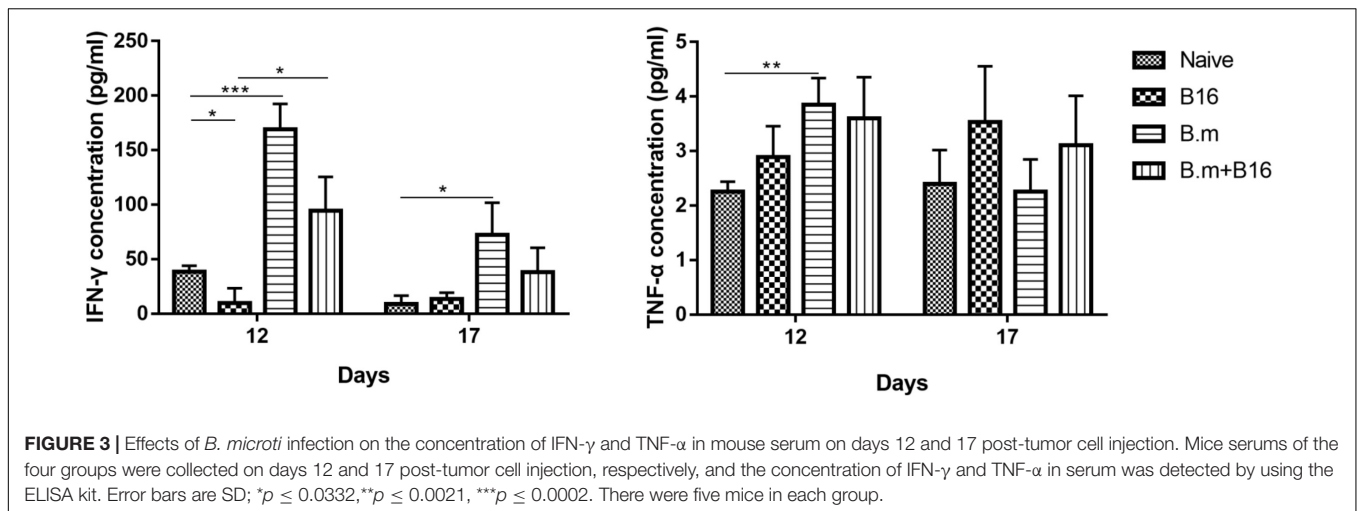 250
200
150
100
50
0
IFN-γ concentration (pg/ml)
*
***
*
*
12
17
Days
5
4
3
2
1
0
TNF-α concentration (pg/ml)
**
12
17
Days
Naive
B16
B.m
B.m+B16
FIGURE 3 | Effects of B. microti infection on the concentration of IFN-γ and TNF-α in mouse serum on days 12 and 17 post-tumor cell injection. Mice serums of the
four groups were collected on days 12 and 17 post-tumor cell injection, respectively, and the concentration of IFN-γ and TNF-α in serum was detected by using the
ELISA kit. Error bars are SD; *p ≤ 0.0332,**p ≤ 0.0021, ***p ≤ 0.0002. There were five mice in each group.